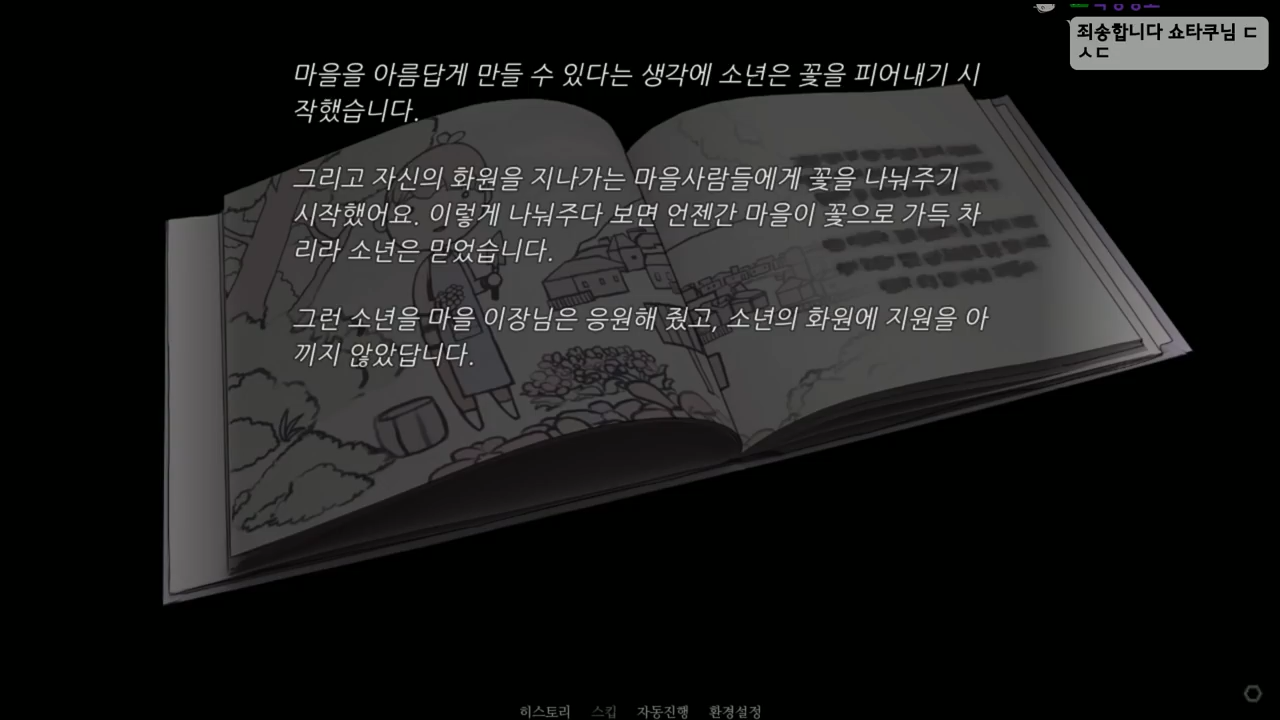 죄송합니다 쇼타쿠님 ㄷ
ㅅㄷ
마을을 아름답게 만들 수 있다는 생각에 소년은 꽃을 피어내기 시
작했습니다.
그리고 자신의 화원을 지나가는 마을사람들에게 꽃을 나눠주기
시작했어요. 이렇게 나눠주다 보면 언젠간 마을이 꽃으로 가득 차
리라 소년은 믿었습니다.
그런 소년을 마을 이장님은 응원해 줬고, 소년의 화원에 지원을 아
끼지 않았답니다.
히스토리 스킵 자동진행 환경설정